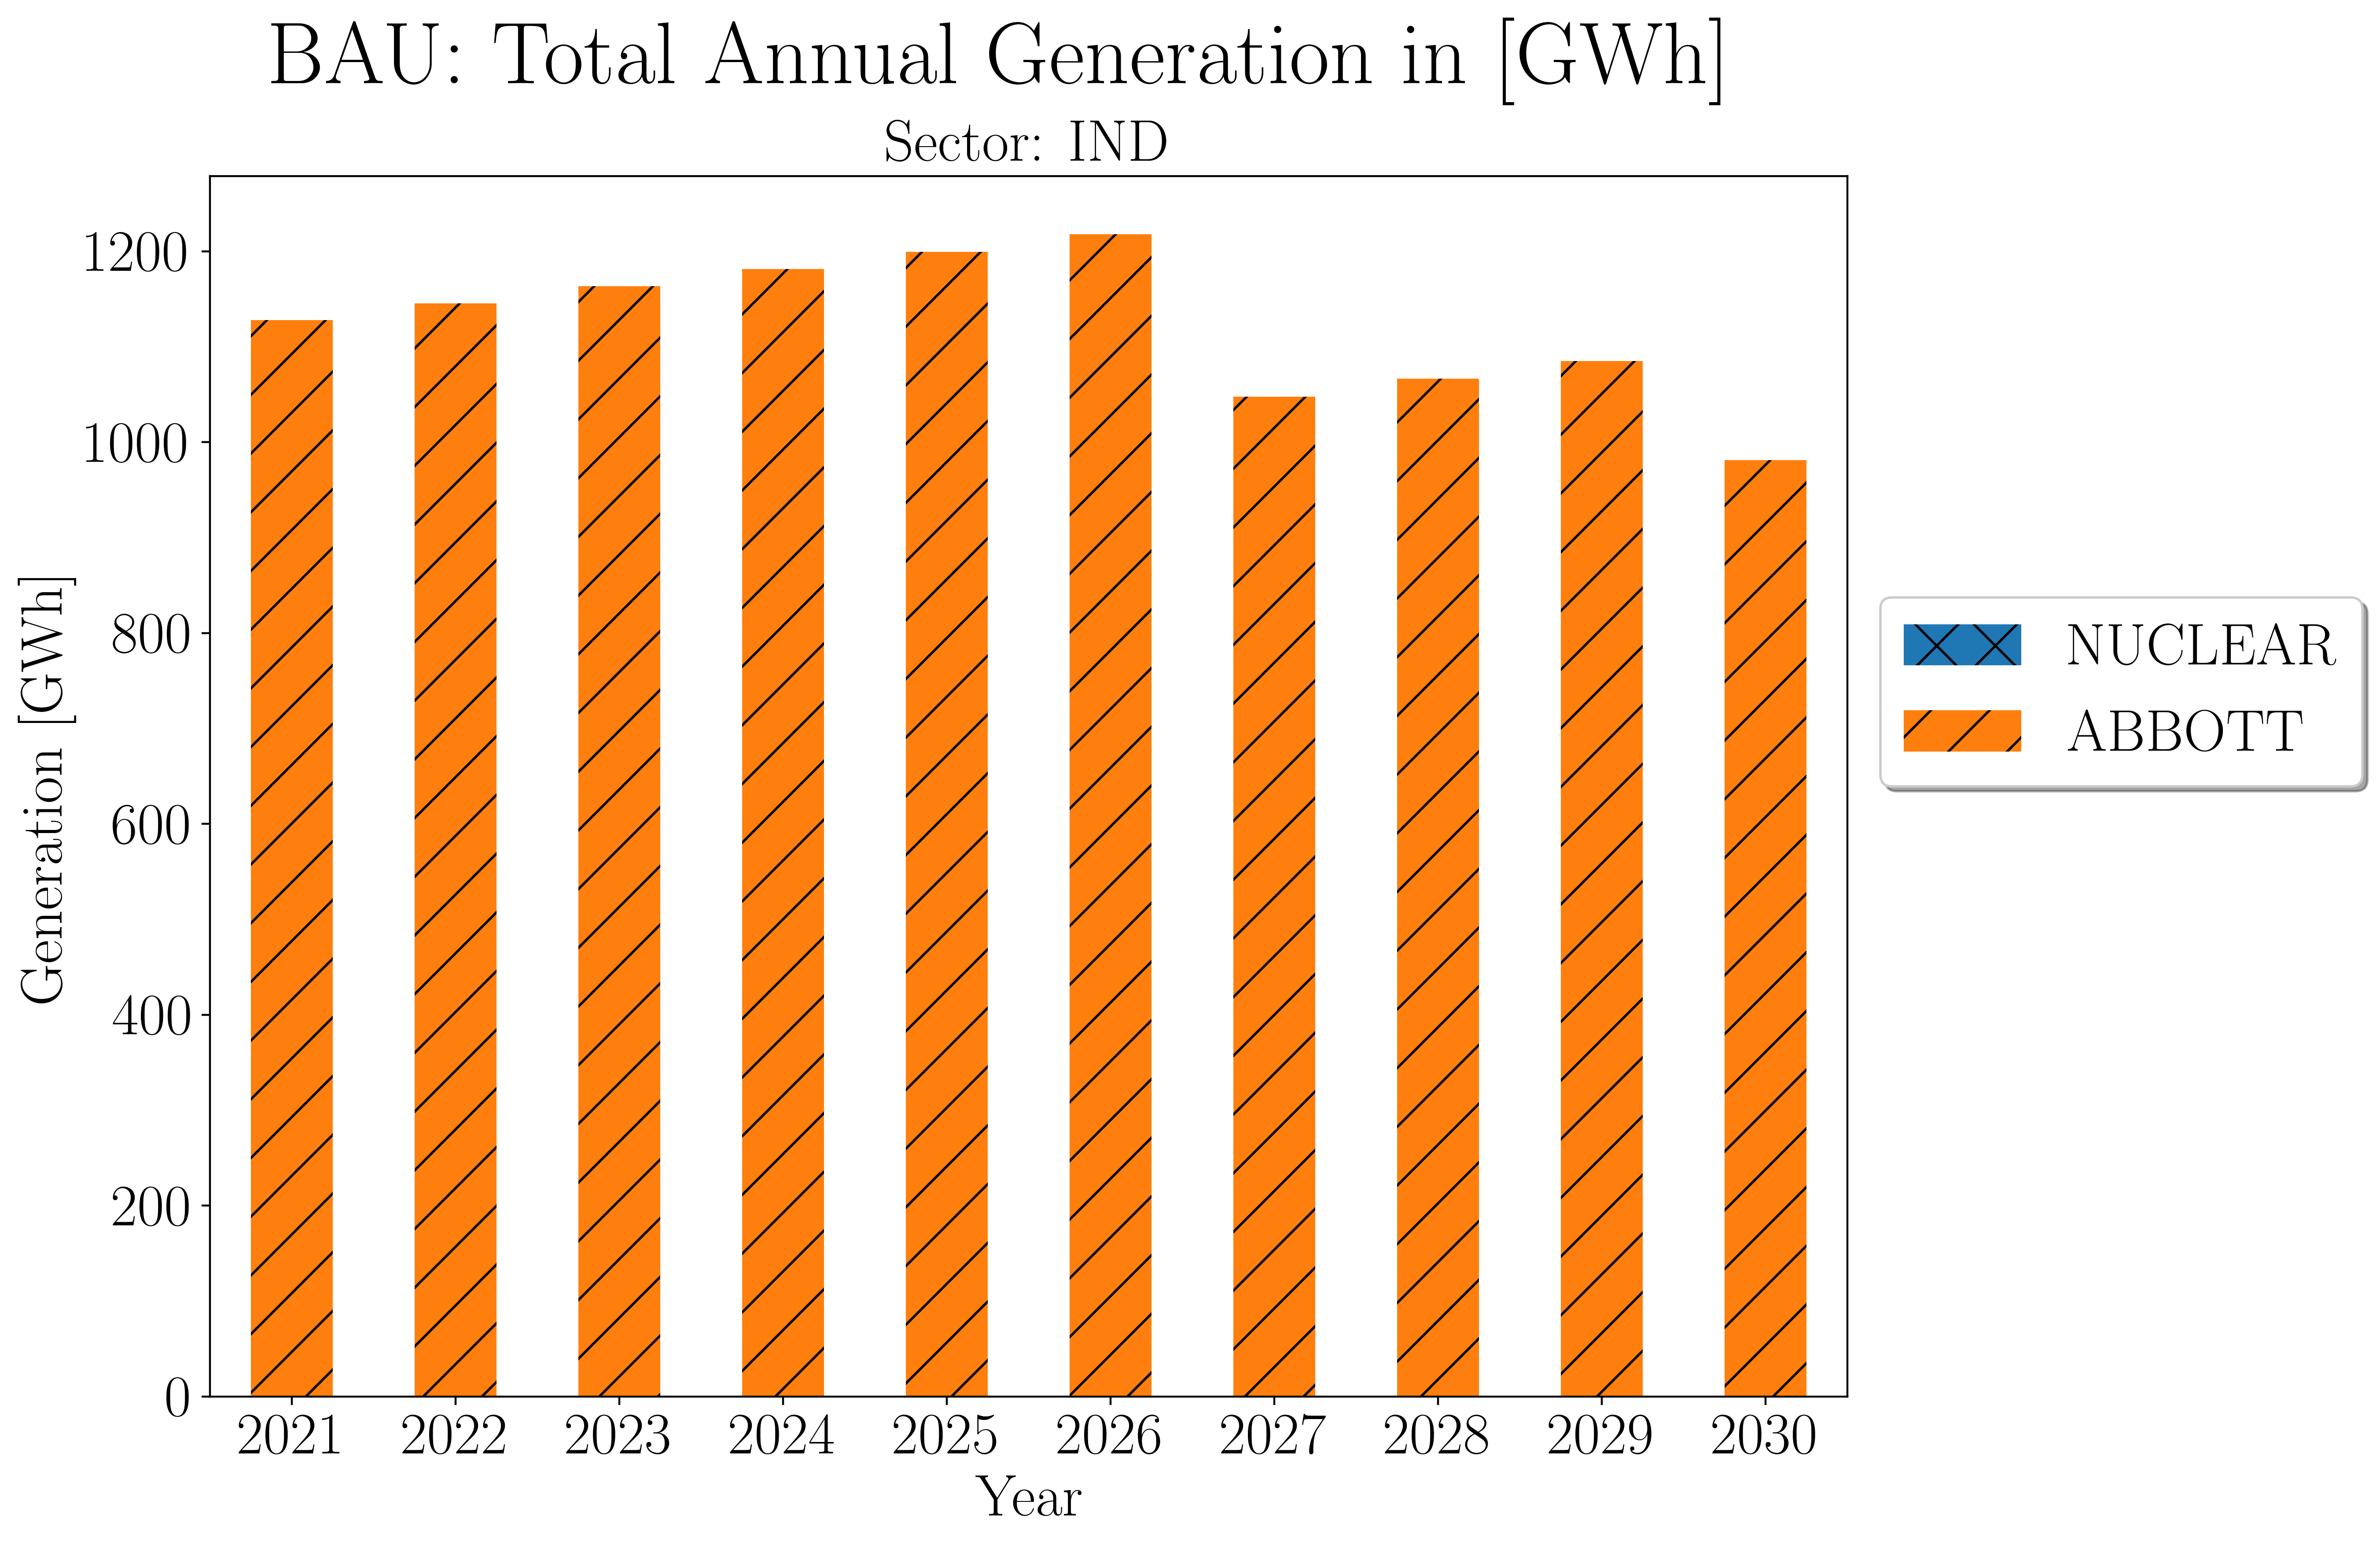 BAU: Total Annual Generation in [GWh]
Sector: IND
Generation [GWh]
1200
1000
800
600
400
200
0
2021 2022 2023 2024 2025 2026 2027 2028 2029 2030
Year
NUCLEAR
ABBOTT